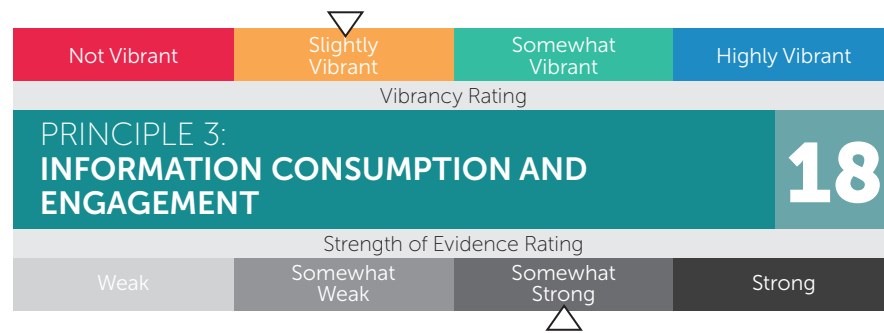 Not Vibrant
Slightly
Vibrant
Somewhat
Vibrant
Highly Vibrant
Vibrancy Rating
PRINCIPLE 3:
INFORMATION CONSUMPTION AND
ENGAGEMENT
18
Strength of Evidence Rating
Weak
Somewhat
Weak
Somewhat
Strong
Strong